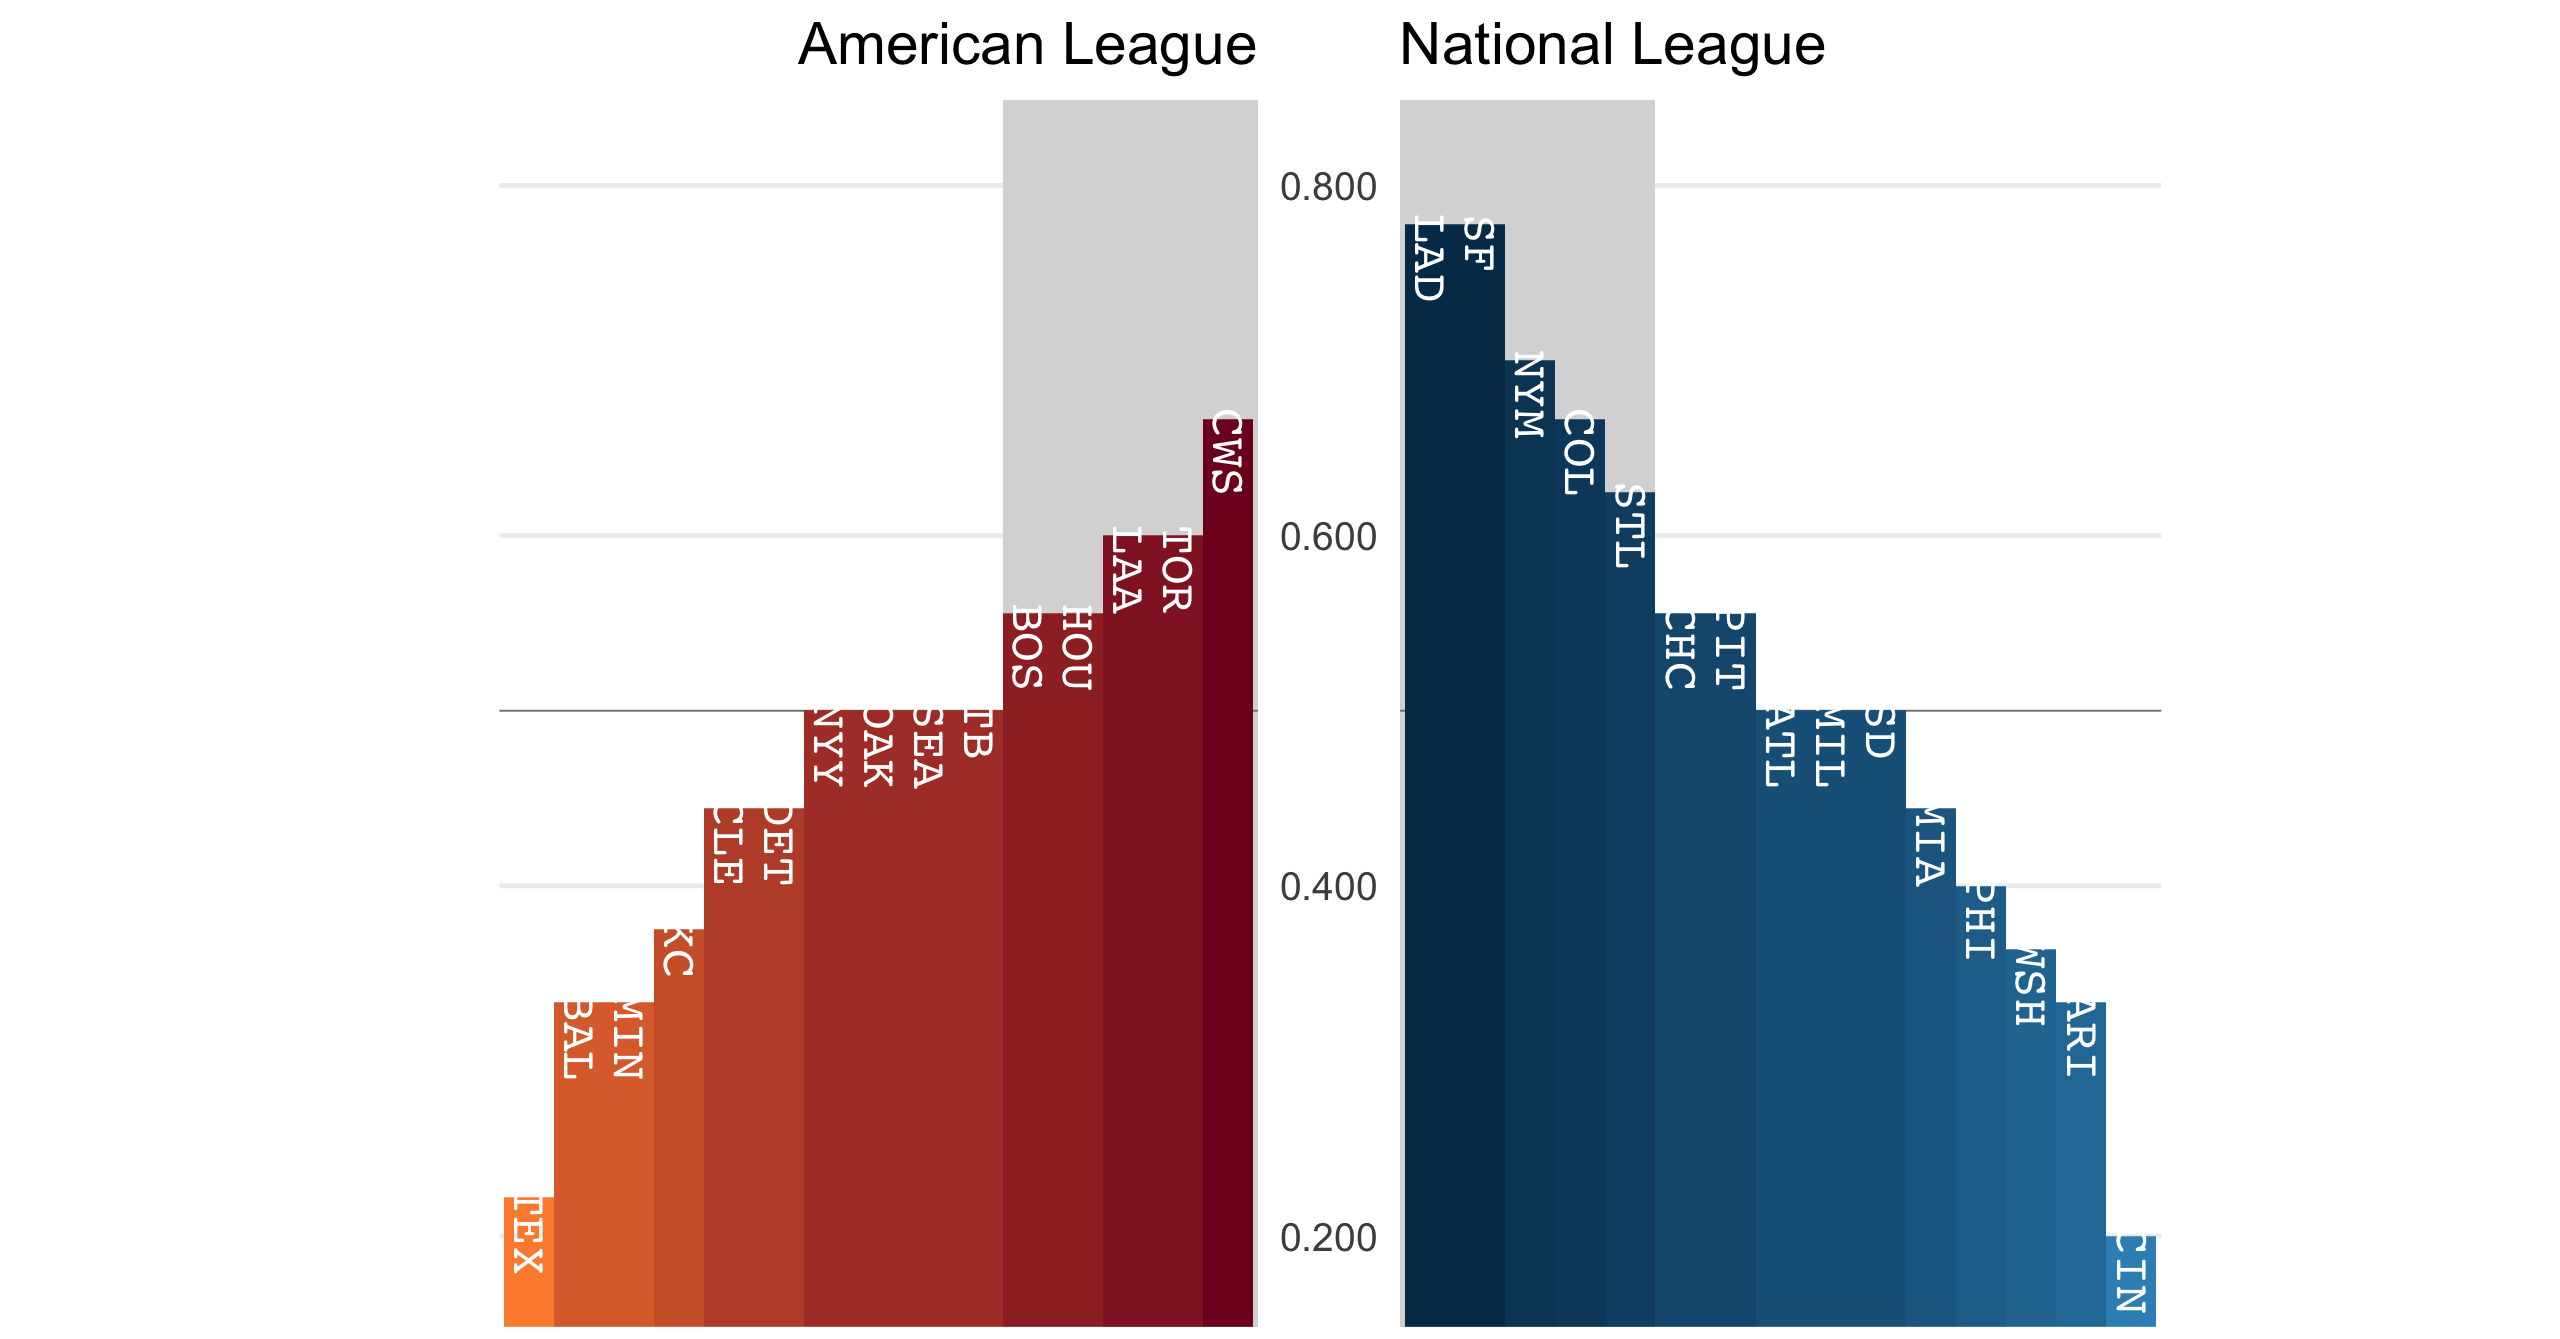 American League
National League
0.800
0.600
0.400
0.200
TEX
BAL
MIN
KC
CLE
DET
NYY
OAK
SEA
TB
BOS
HOU
LAA
TOR
CWS
LAD
SF
NYM
COL
STL
CHC
PIT
ATL
MIL
SD
MIA
PHI
WSH
ARI
CIN